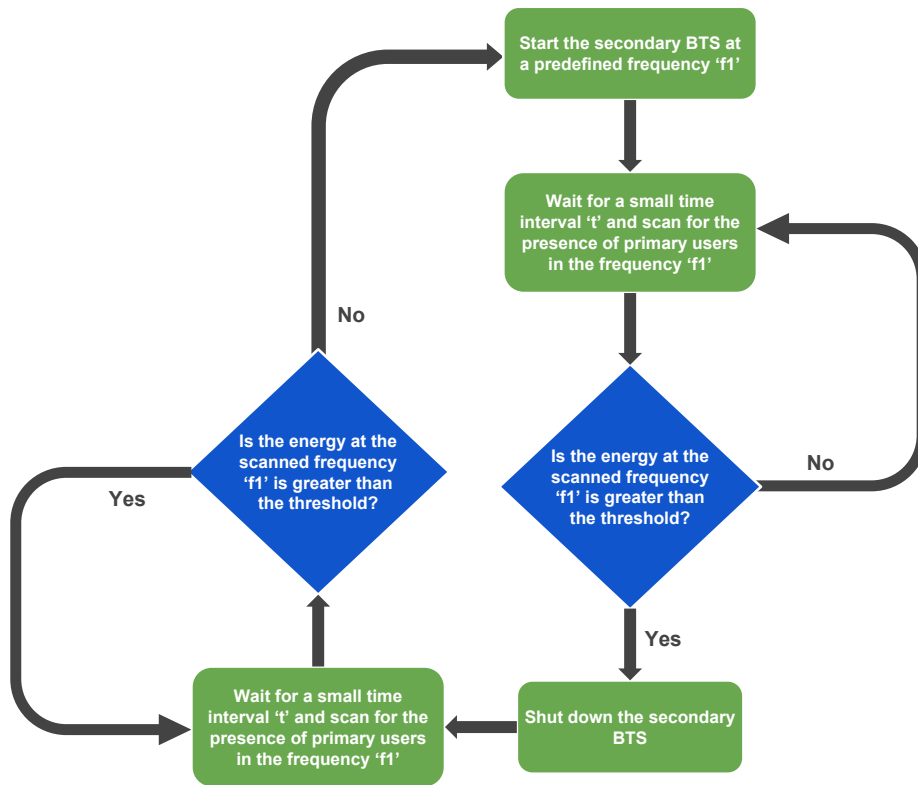 Start the secondary BTS at
a predefined frequency ‘f1’
Wait for a small time
interval ‘t’ and scan for the
presence of primary users
in the frequency ‘f1’
No
Is the energy at the
scanned frequency
‘f1’ is greater than
the threshold?
Yes
Is the energy at the
scanned frequency
‘f1’ is greater than
the threshold?
No
Yes
Wait for a small time
interval ‘t’ and scan for the
presence of primary users
in the frequency ‘f1’
Shut down the secondary
BTS